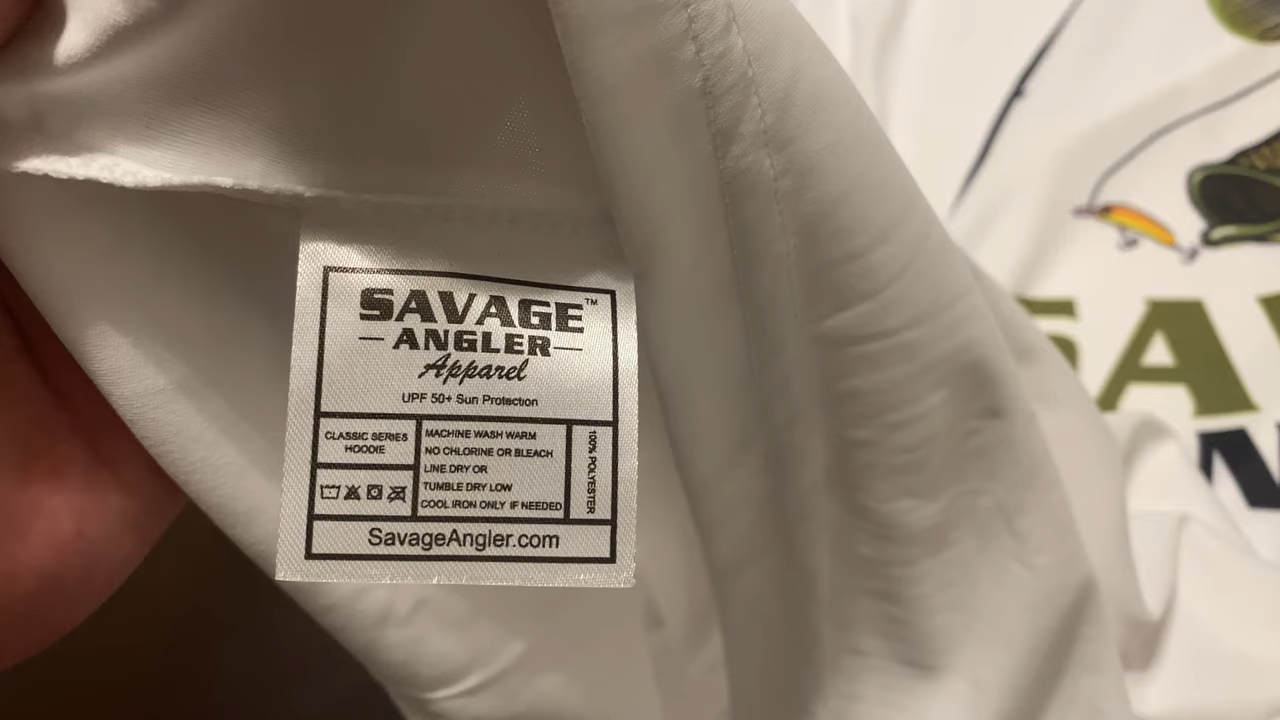 SAVAGE™
ANGLER
Apparel
UPF 50+ Sun Protection
CLASSIC SERIES
HOODIE
MACHINE WASH WARM
NO CHLORINE OR BLEACH
LINE DRY OR
TUMBLE DRY LOW
COOL IRON ONLY IF NEEDED
100% POLYESTER
SavageAngler.com
SAV
N